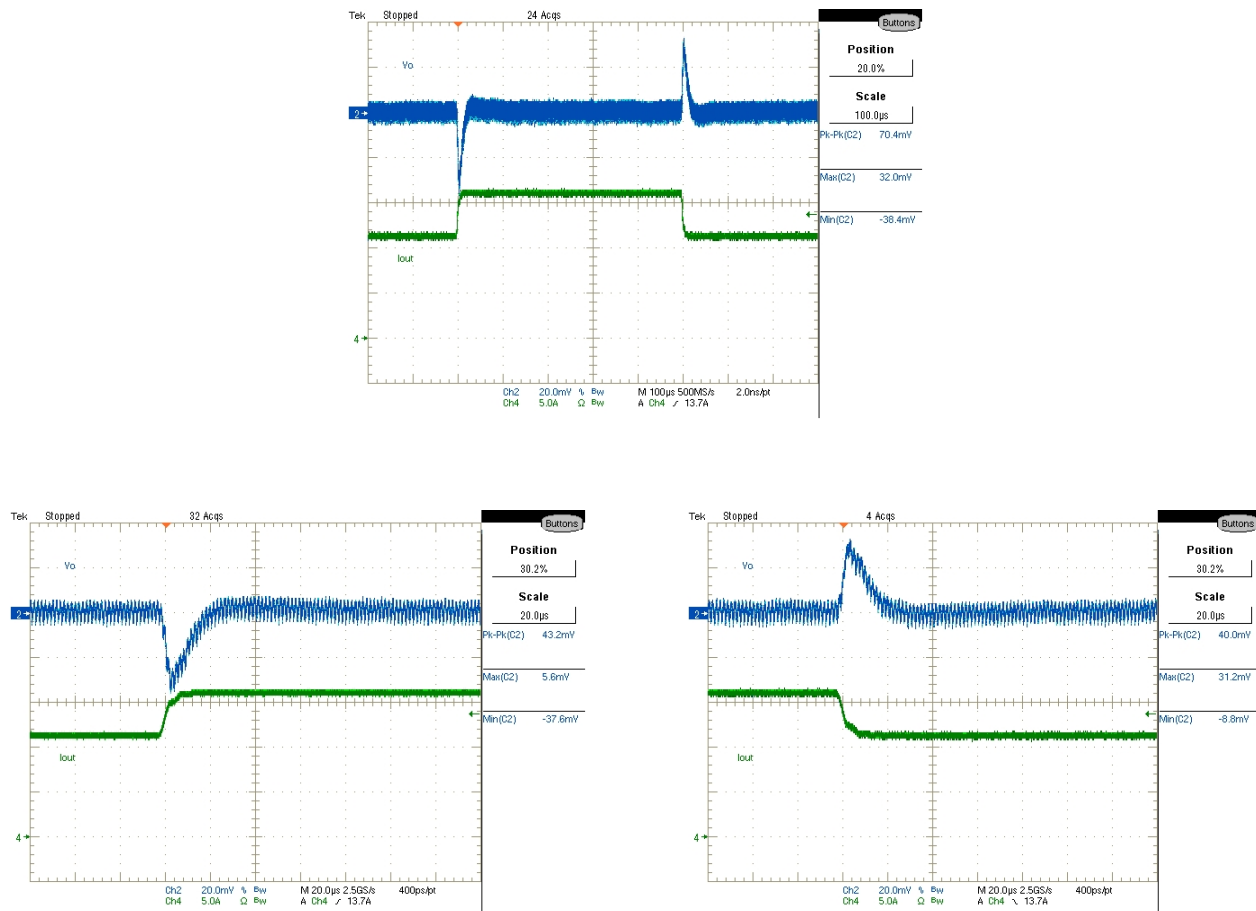 Tek Stopped 24 Acqs
Buttons
Position
20.0%
Scale
100.0µs
Vo
2
Pk-Pk(C2) 70.4mV
Max(C2) 32.0mV
Min(C2) -38.4mV
Iout
4
Ch2 20.0mV % Bw M 100µs 500MS/s 2.0ns/pt
Ch4 5.0A Ω Bw A Ch4 ∫ 13.7A
Tek Stopped 32 Acqs
Buttons
Position
30.2%
Scale
20.0µs
Vo
2
Pk-Pk(C2) 43.2mV
Max(C2) 5.6mV
Min(C2) -37.6mV
Iout
4
Ch2 20.0mV % Bw M 20.0µs 2.5GS/s 400ps/pt
Ch4 5.0A Ω Bw A Ch4 ∫ 13.7A
Tek Stopped 4 Acqs
Buttons
Position
30.2%
Scale
20.0µs
Vo
2
Pk-Pk(C2) 40.0mV
Max(C2) 31.2mV
Min(C2) -8.8mV
Iout
4
Ch2 20.0mV % Bw M 20.0µs 2.5GS/s 400ps/pt
Ch4 5.0A Ω Bw A Ch4 ∫ 13.7A